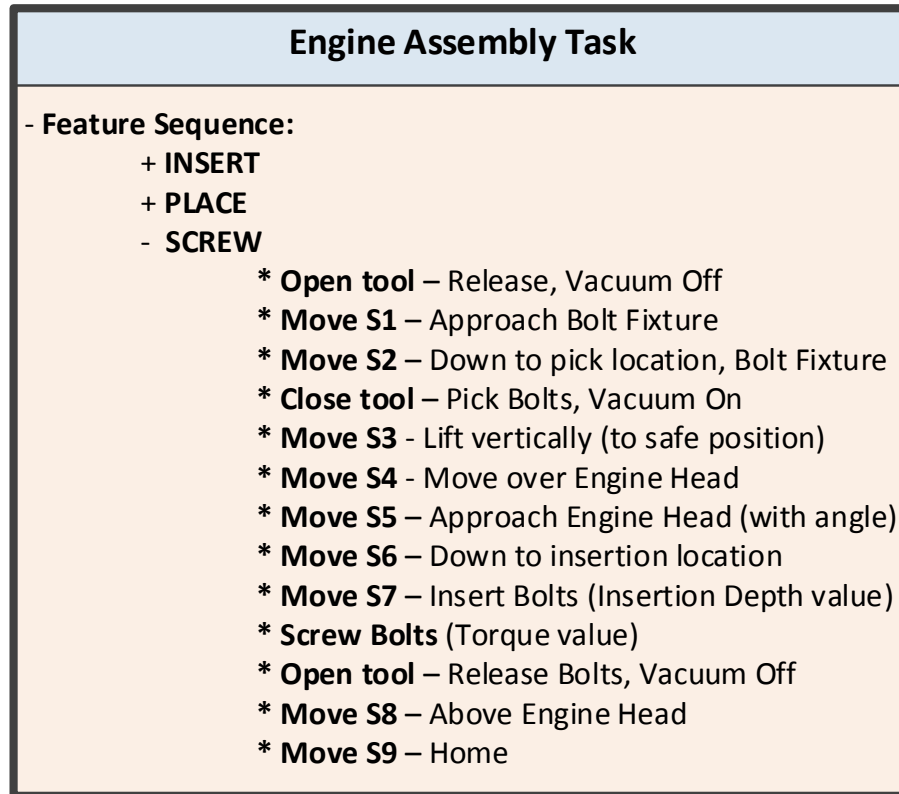 Engine Assembly Task
- Feature Sequence:
+ INSERT
+ PLACE
- SCREW
* Open tool – Release, Vacuum Off
* Move S1 – Approach Bolt Fixture
* Move S2 – Down to pick location, Bolt Fixture
* Close tool – Pick Bolts, Vacuum On
* Move S3 - Lift vertically (to safe position)
* Move S4 - Move over Engine Head
* Move S5 – Approach Engine Head (with angle)
* Move S6 – Down to insertion location
* Move S7 – Insert Bolts (Insertion Depth value)
* Screw Bolts (Torque value)
* Open tool – Release Bolts, Vacuum Off
* Move S8 – Above Engine Head
* Move S9 – Home